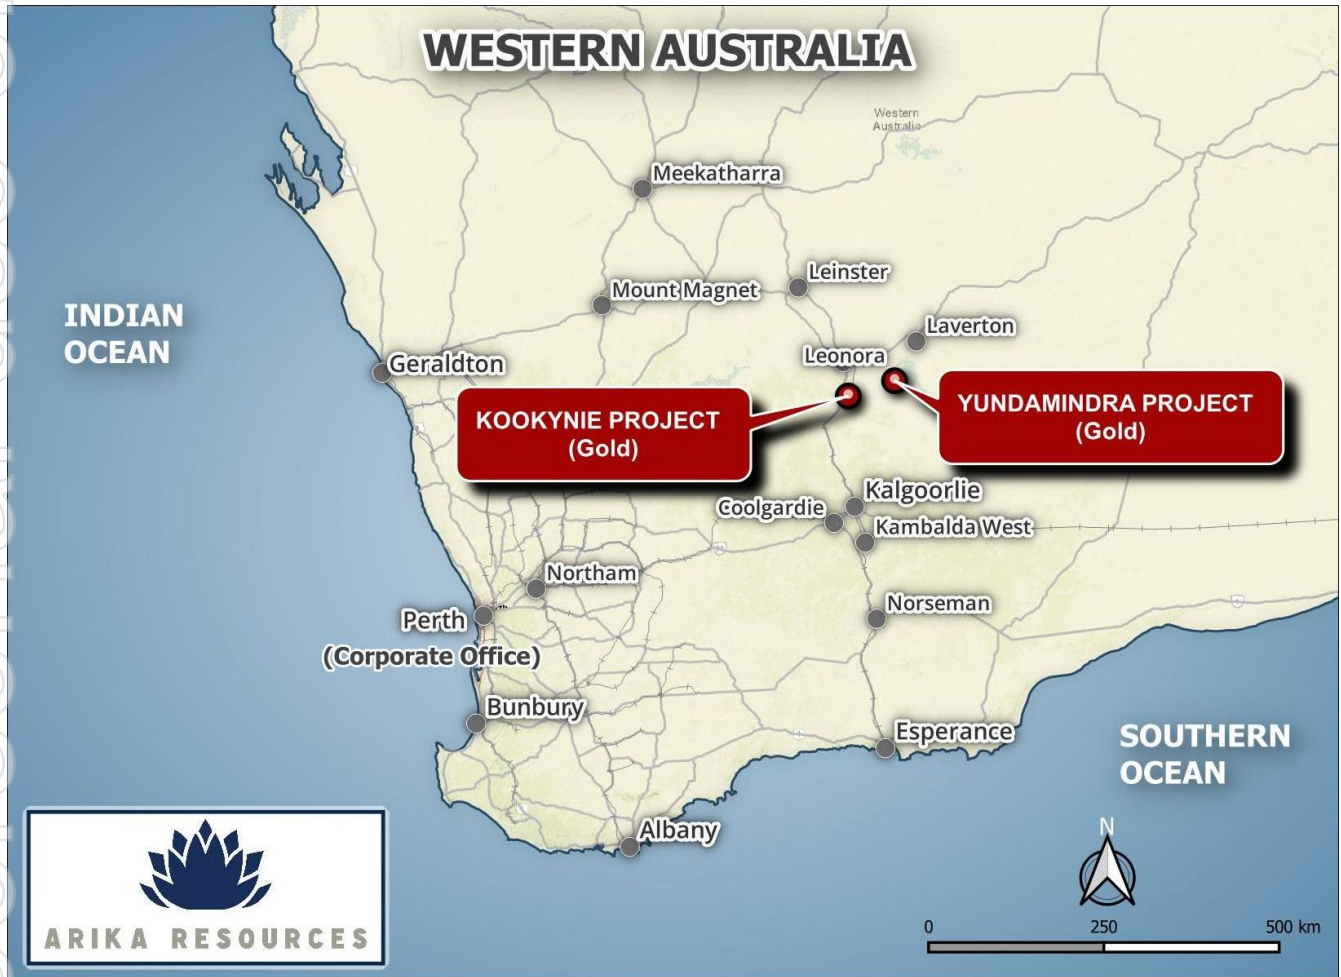 WESTERN AUSTRALIA
Western
Australia
Meekatharra
Leinster
Mount Magnet
INDIAN
OCEAN
Laverton
Leonora
Geraldton
KOOKYNIE PROJECT
(Gold)
YUNDAMINDRA PROJECT
(Gold)
Kalgoorlie
Coolgardie
Kambalda West
Northam
Norseman
Perth
(Corporate Office)
Bunbury
Esperance
SOUTHERN
OCEAN
Albany
N
0 250 500 km
ARIKA RESOURCES